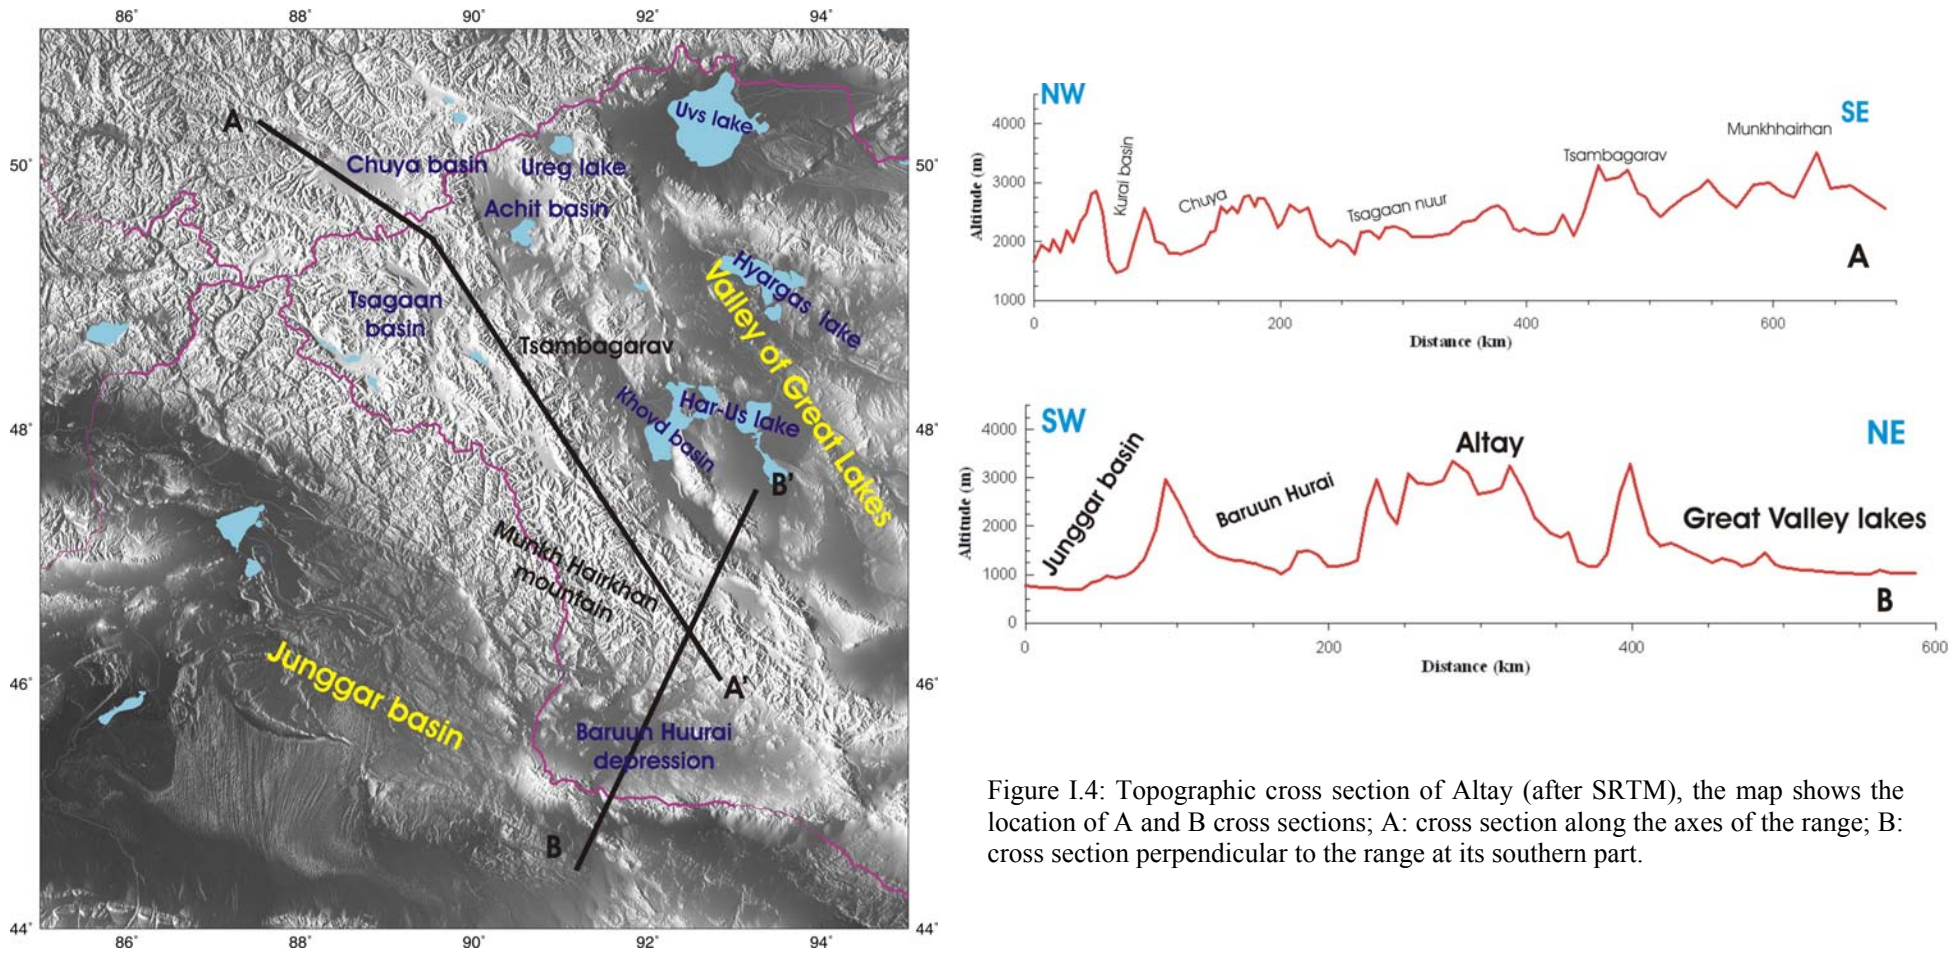 86° 88° 90° 92° 94°
50°
50°
48°
48°
46°
46°
44°
44°
86° 88° 90° 92° 94°
A
Chuya basin
Ureg lake
Uvs lake
Achit basin
Hyargas lake
Valley of Great Lakes
Tsagaan
basin
Tsambagarav
Khovd basin
Har-Us lake
B'
Munkh Hairkhan
mountain
Junggar basin
A'
Baruun Huurai
depression
B
NW
SE
Altitude (m)
4000
3000
2000
1000
Kurai basin
Chuya
Tsagaan nuur
Tsambagarav
Munkhhairhan
A
0 200 400 600
Distance (km)
SW
NE
Altitude (m)
4000
3000
2000
1000
0
Junggar basin
Baruun Hurai
Altay
Great Valley lakes
B
0 200 400 600
Distance (km)
Figure I.4: Topographic cross section of Altay (after SRTM), the map shows the
location of A and B cross sections; A: cross section along the axes of the range; B:
cross section perpendicular to the range at its southern part.